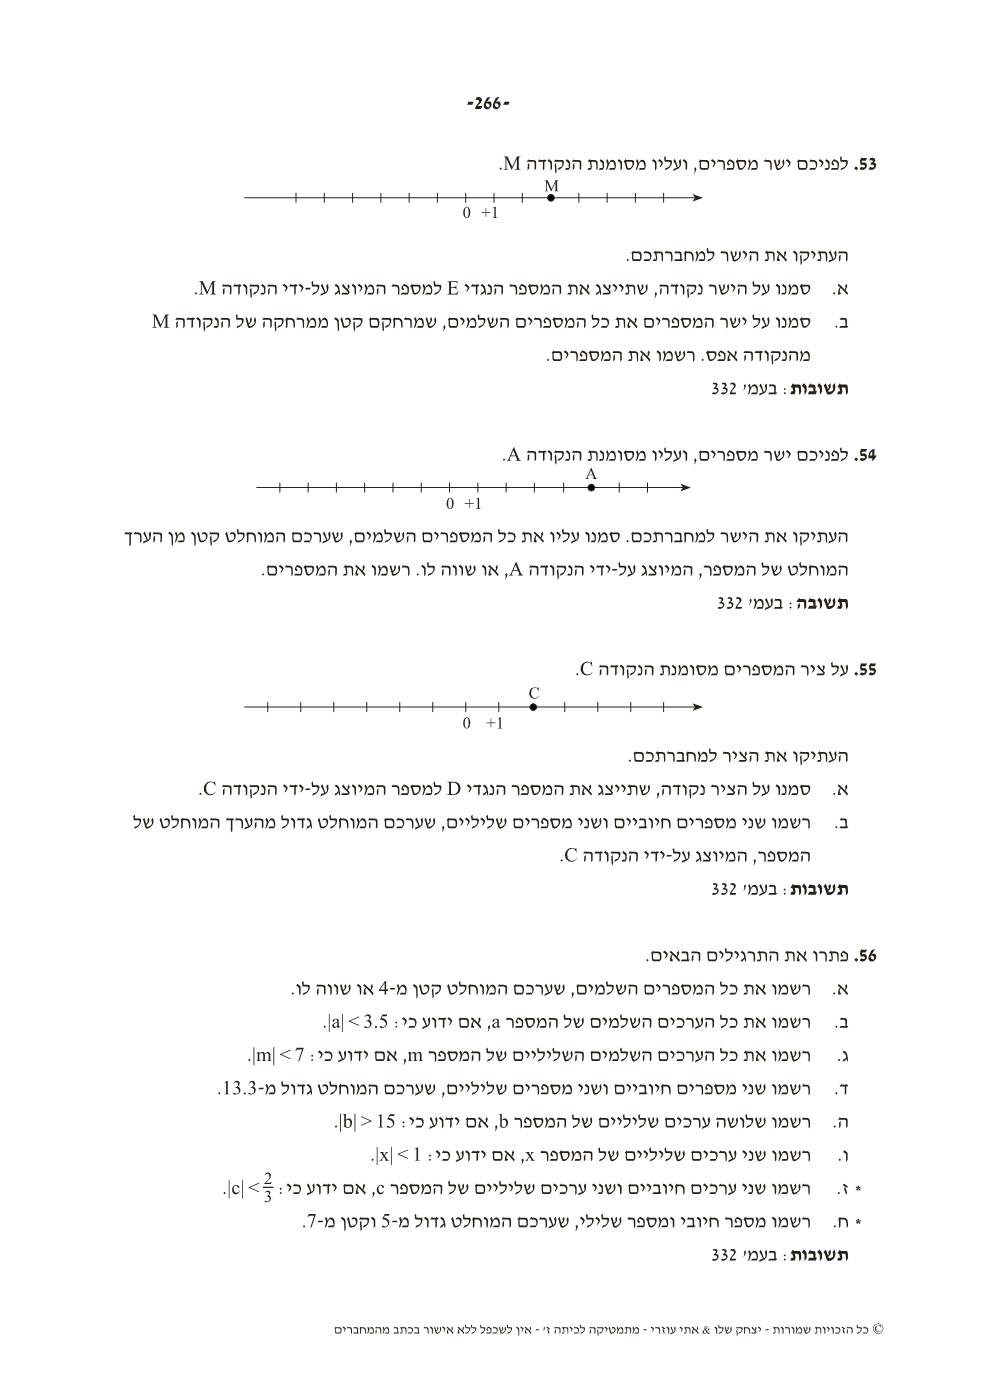 -266-
53. לפניכם ישר מספרים, ועליו מסומנת הנקודה M.
M
0 +1
העתיקו את הישר למחברתכם.
א. סמנו על הישר נקודה, שתייצג את המספר הנגדי E למספר המיוצג על-ידי הנקודה M.
ב. סמנו על ישר המספרים את כל המספרים השלמים, שמרחקם קטן ממרחקה של הנקודה M
מהנקודה אפס. רשמו את המספרים.
תשובות: בעמ׳ 332
54. לפניכם ישר מספרים, ועליו מסומנת הנקודה A.
A
0 +1
העתיקו את הישר למחברתכם. סמנו עליו את כל המספרים השלמים, שערכם המוחלט קטן מן הערך
המוחלט של המספר, המיוצג על-ידי הנקודה A, או שווה לו. רשמו את המספרים.
תשובה: בעמ׳ 332
55. על ציר המספרים מסומנת הנקודה C.
C
0 +1
העתיקו את הציר למחברתכם.
א. סמנו על הציר נקודה, שתייצג את המספר הנגדי D למספר המיוצג על-ידי הנקודה C.
ב. רשמו שני מספרים חיוביים ושני מספרים שליליים, שערכם המוחלט גדול מהערך המוחלט של
המספר, המיוצג על-ידי הנקודה C.
תשובות: בעמ׳ 332
56. פתרו את התרגילים הבאים.
א. רשמו את כל המספרים השלמים, שערכם המוחלט קטן מ-4 או שווה לו.
ב. רשמו את כל הערכים השלמים של המספר a, אם ידוע כי: |a| < 3.5.
ג. רשמו את כל הערכים השלמים השליליים של המספר m, אם ידוע כי: |m| < 7.
ד. רשמו שני מספרים חיוביים ושני מספרים שליליים, שערכם המוחלט גדול מ-13.3.
ה. רשמו שלושה ערכים שליליים של המספר b, אם ידוע כי: |b| > 15.
ו. רשמו שני ערכים שליליים של המספר x, אם ידוע כי: |x| < 1.
* ז. רשמו שני ערכים חיוביים ושני ערכים שליליים של המספר c, אם ידוע כי: |c| < 2/3.
* ח. רשמו מספר חיובי ומספר שלילי, שערכם המוחלט גדול מ-5 וקטן מ-7.
תשובות: בעמ׳ 332
© כל הזכויות שמורות - יצחק שלו & אתי עוזרי - מתמטיקה לכיתה ז׳ - אין לשכפל ללא אישור בכתב מהמחברים